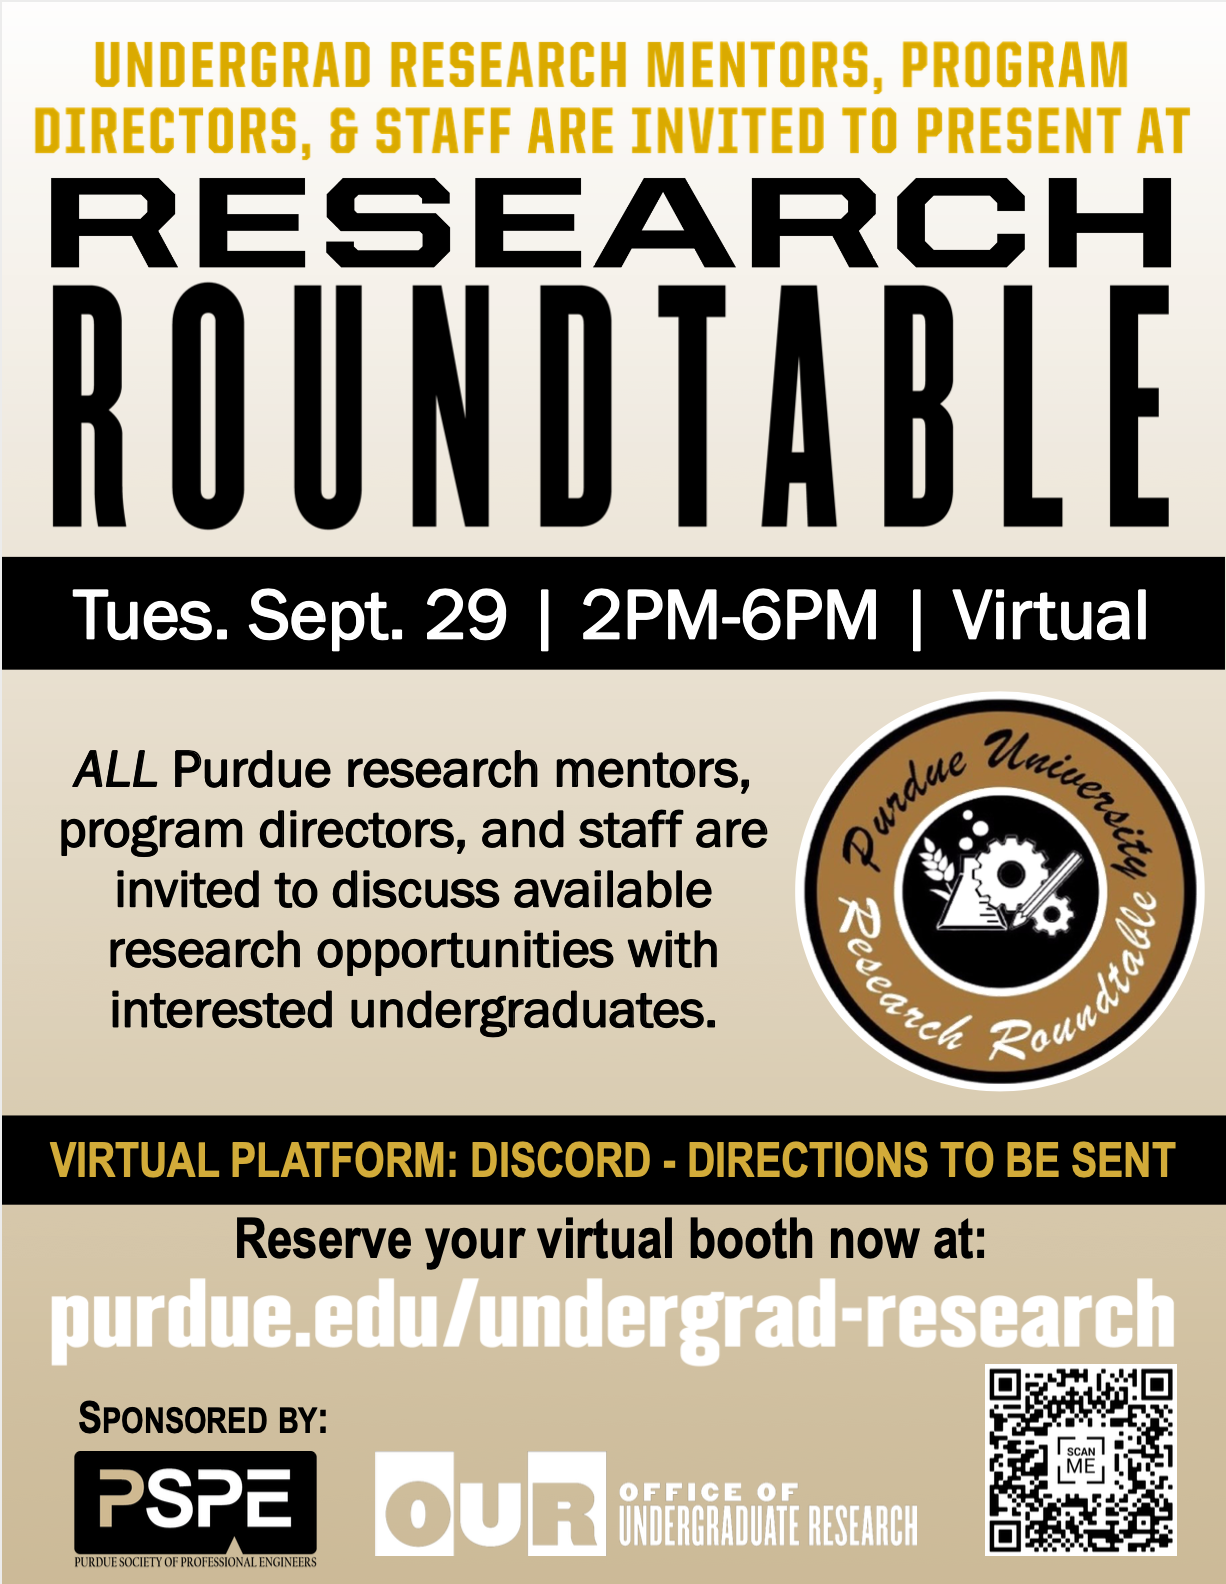 UNDERGRAD RESEARCH MENTORS, PROGRAM
DIRECTORS, & STAFF ARE INVITED TO PRESENT AT
RESEARCH
ROUNDTABLE
Tues. Sept. 29 | 2PM-6PM | Virtual
ALL Purdue research mentors,
program directors, and staff are
invited to discuss available
research opportunities with
interested undergraduates.
Purdue University
Research Roundtable
VIRTUAL PLATFORM: DISCORD - DIRECTIONS TO BE SENT
Reserve your virtual booth now at:
purdue.edu/undergrad-research
SPONSORED BY:
PSPE
PURDUE SOCIETY OF PROFESSIONAL ENGINEERS
OUR
OFFICE OF
UNDERGRADUATE RESEARCH
SCAN
ME